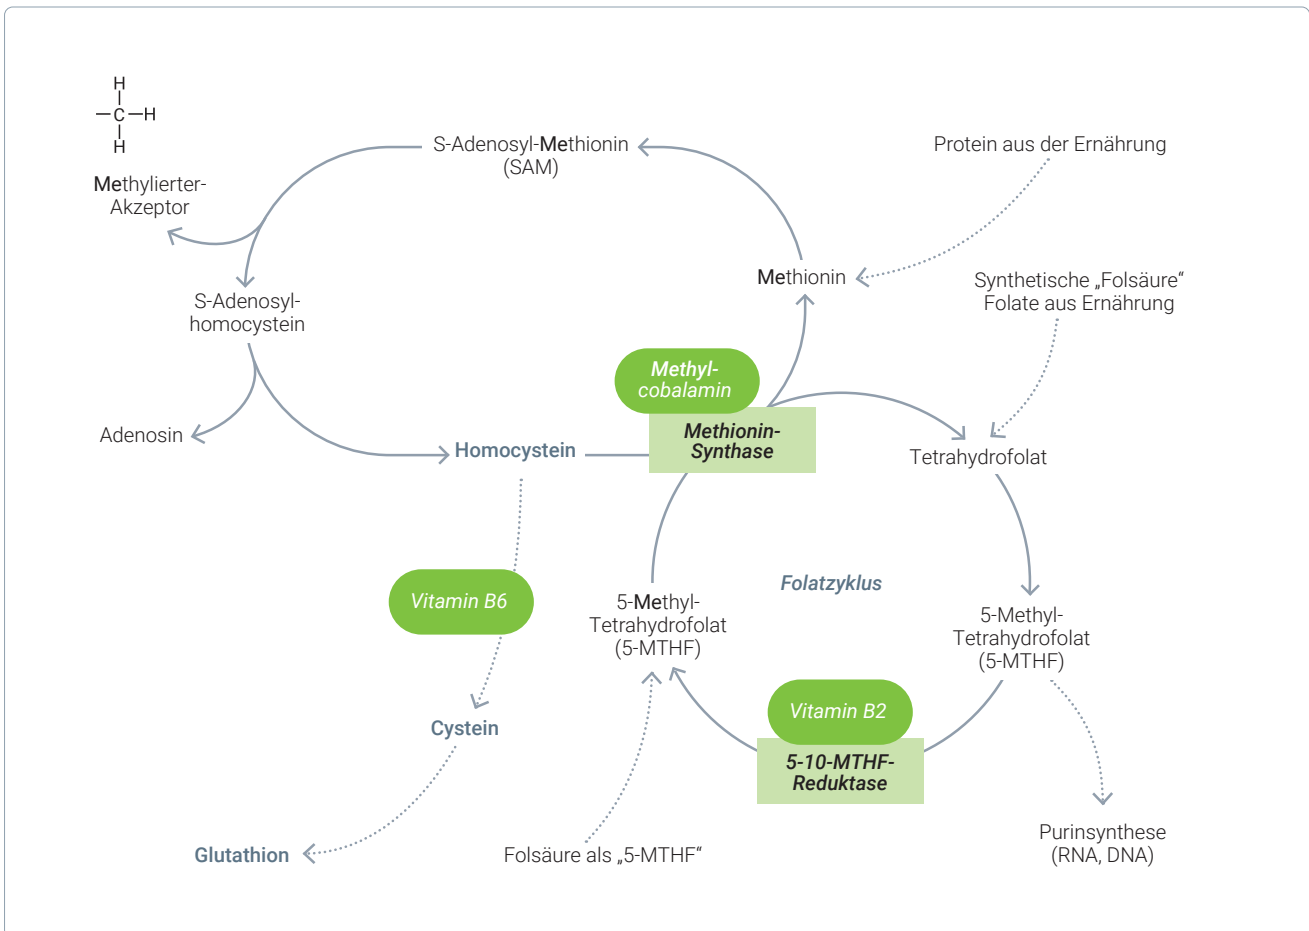 H
C
H
H
Methylierter-
Akzeptor
S-Adenosyl-Methionin
(SAM)
Protein aus der Ernährung
Methionin
Synthetische „Folsäure“
Folate aus Ernährung
S-Adenosyl-
homocystein
Methyl-
cobalamin
Methionin-
Synthase
Adenosin
Homocystein
Tetrahydrofolat
Folatzyklus
Vitamin B6
5-Methyl-
Tetrahydrofolat
(5-MTHF)
5-Methyl-
Tetrahydrofolat
(5-MTHF)
Vitamin B2
5-10-MTHF-
Reduktase
Cystein
Glutathion
Folsäure als „5-MTHF“
Purinsynthese
(RNA, DNA)